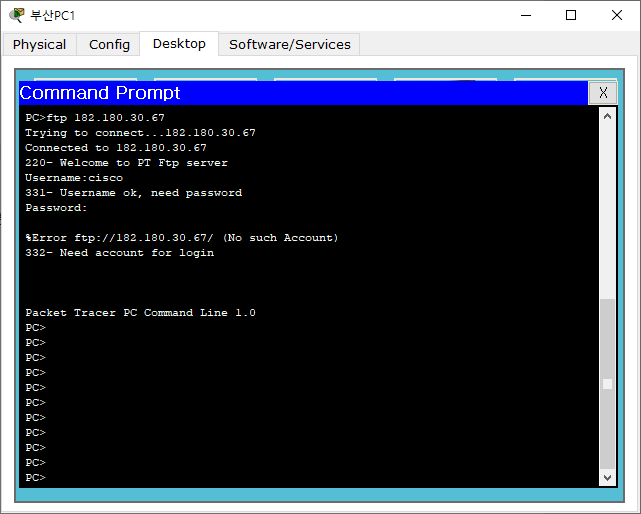 부산PC1
Physical Config Desktop Software/Services
Command Prompt X
PC>ftp 182.180.30.67
Trying to connect...182.180.30.67
Connected to 182.180.30.67
220- Welcome to PT Ftp server
Username:cisco
331- Username ok, need password
Password:
%Error ftp://182.180.30.67/ (No such Account)
332- Need account for login
Packet Tracer PC Command Line 1.0
PC>
PC>
PC>
PC>
PC>
PC>
PC>
PC>
PC>
PC>
PC>